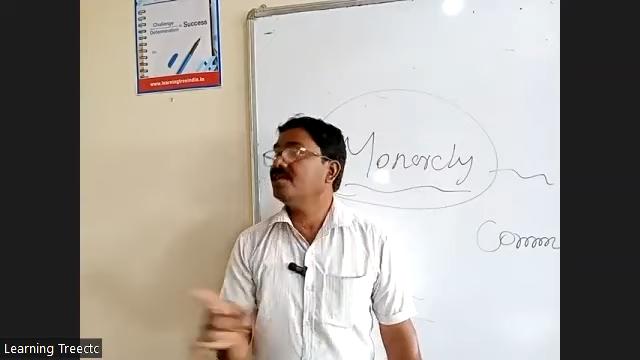 Challenge
Determination = Success
www.learningtreeindia.in
Monarchy
Comm
Learning Treectc